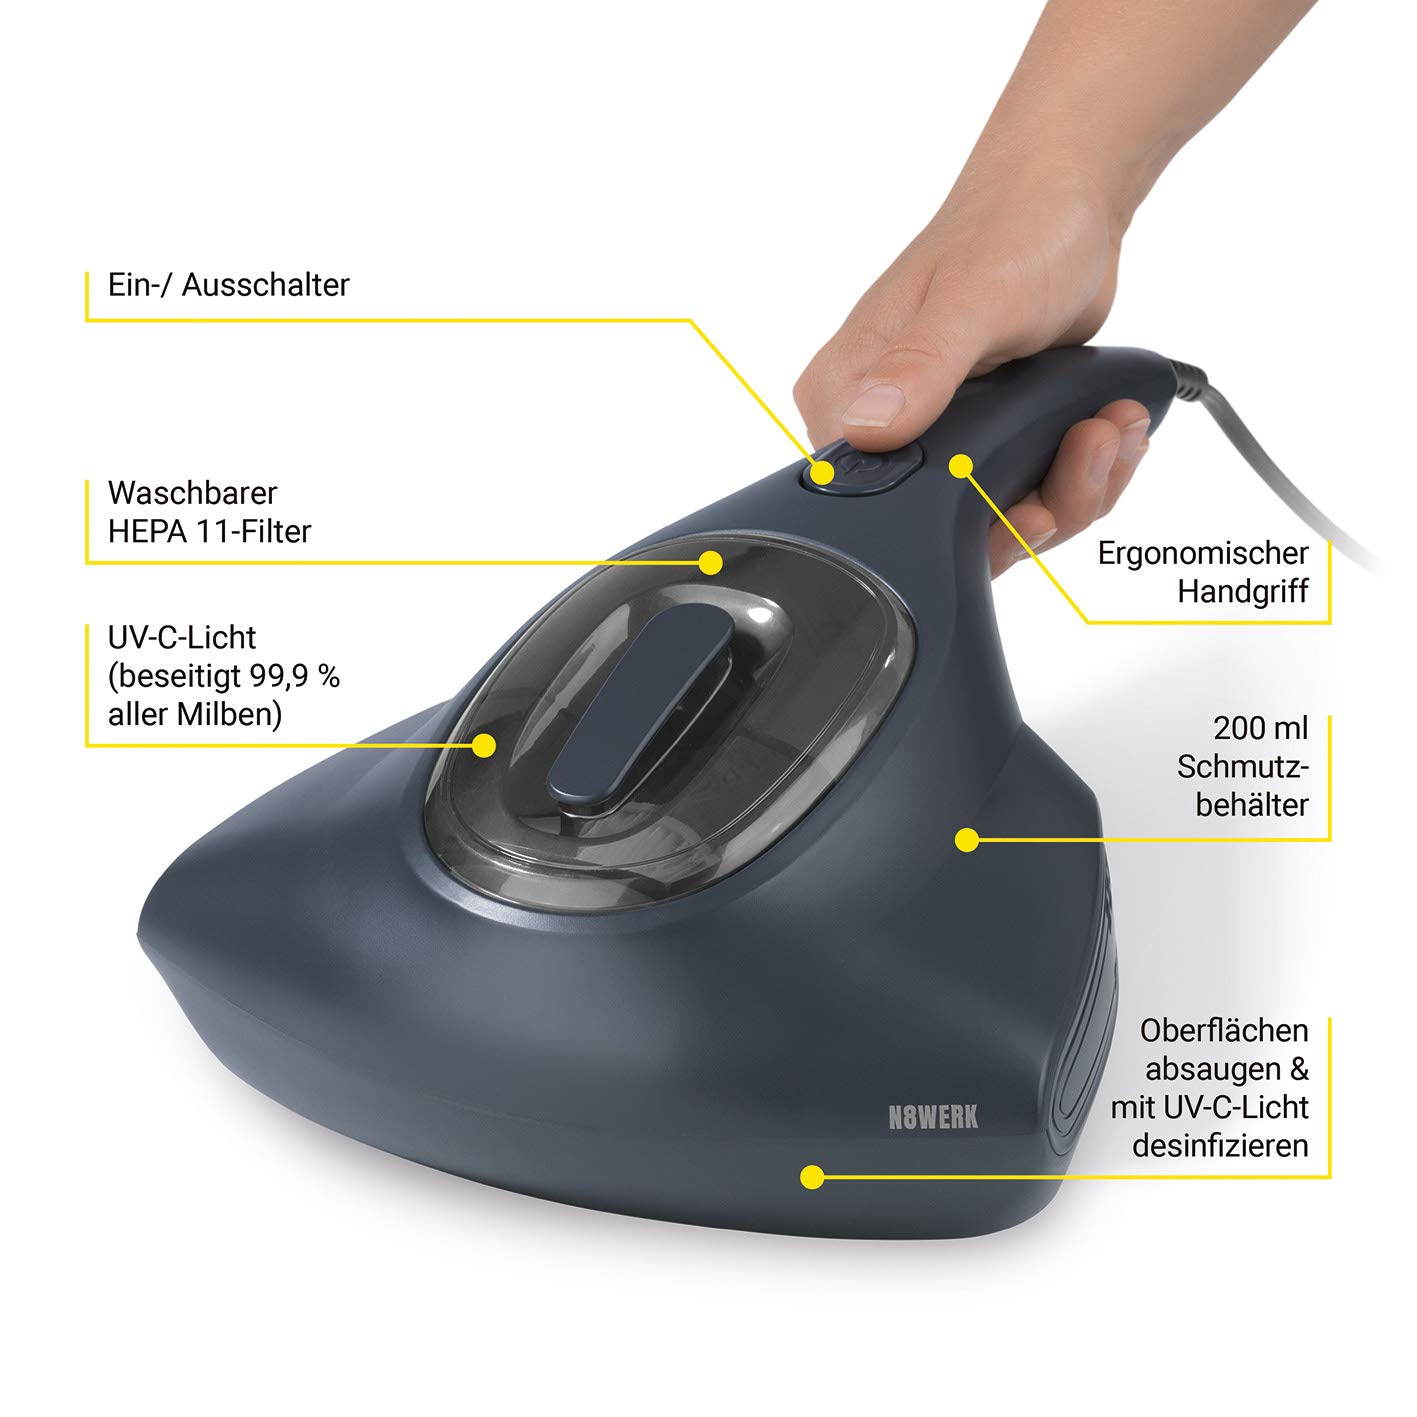 Ein-/ Ausschalter
Waschbarer
HEPA 11-Filter
UV-C-Licht
(beseitigt 99,9 %
aller Milben)
Ergonomischer
Handgriff
200 ml
Schmutz-
behälter
Oberflächen
absaugen &
mit UV-C-Licht
desinfizieren
N8WERK